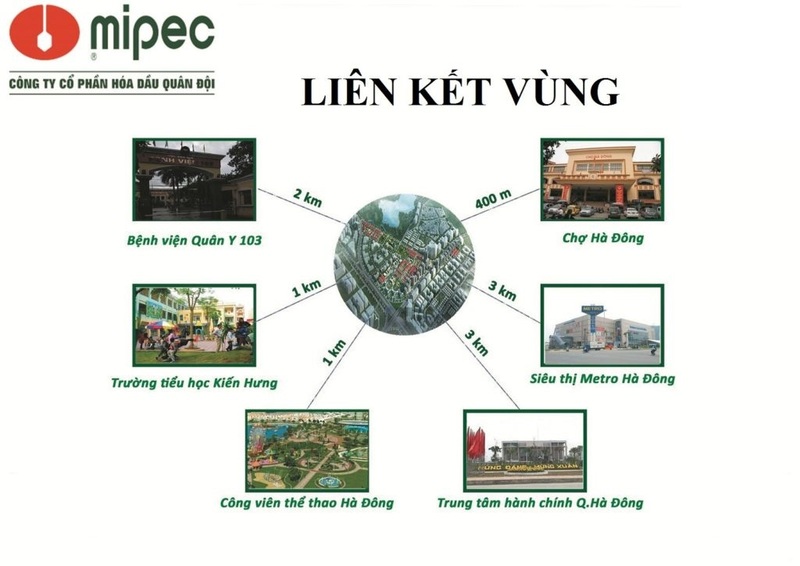 mipec
®
CÔNG TY CỔ PHẦN HÓA DẦU QUÂN ĐỘI
LIÊN KẾT VÙNG
2 km
400 m
Bệnh viện Quân Y 103
Chợ Hà Đông
1 km
3 km
Trường tiểu học Kiến Hưng
Siêu thị Metro Hà Đông
1 km
3 km
Công viên thể thao Hà Đông
Trung tâm hành chính Q.Hà Đông